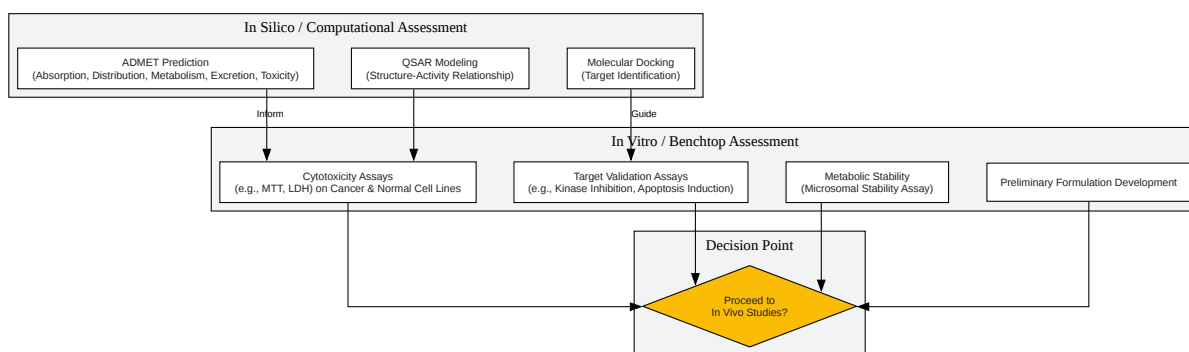 In Silico / Computational Assessment
ADMET Prediction
(Absorption, Distribution, Metabolism, Excretion, Toxicity)
QSAR Modeling
(Structure-Activity Relationship)
Molecular Docking
(Target Identification)
Inform
Guide
In Vitro / Benchtop Assessment
Cytotoxicity Assays
(e.g., MTT, LDH) on Cancer & Normal Cell Lines
Target Validation Assays
(e.g., Kinase Inhibition, Apoptosis Induction)
Metabolic Stability
(Microsomal Stability Assay)
Preliminary Formulation Development
Decision Point
Proceed to
In Vivo Studies?